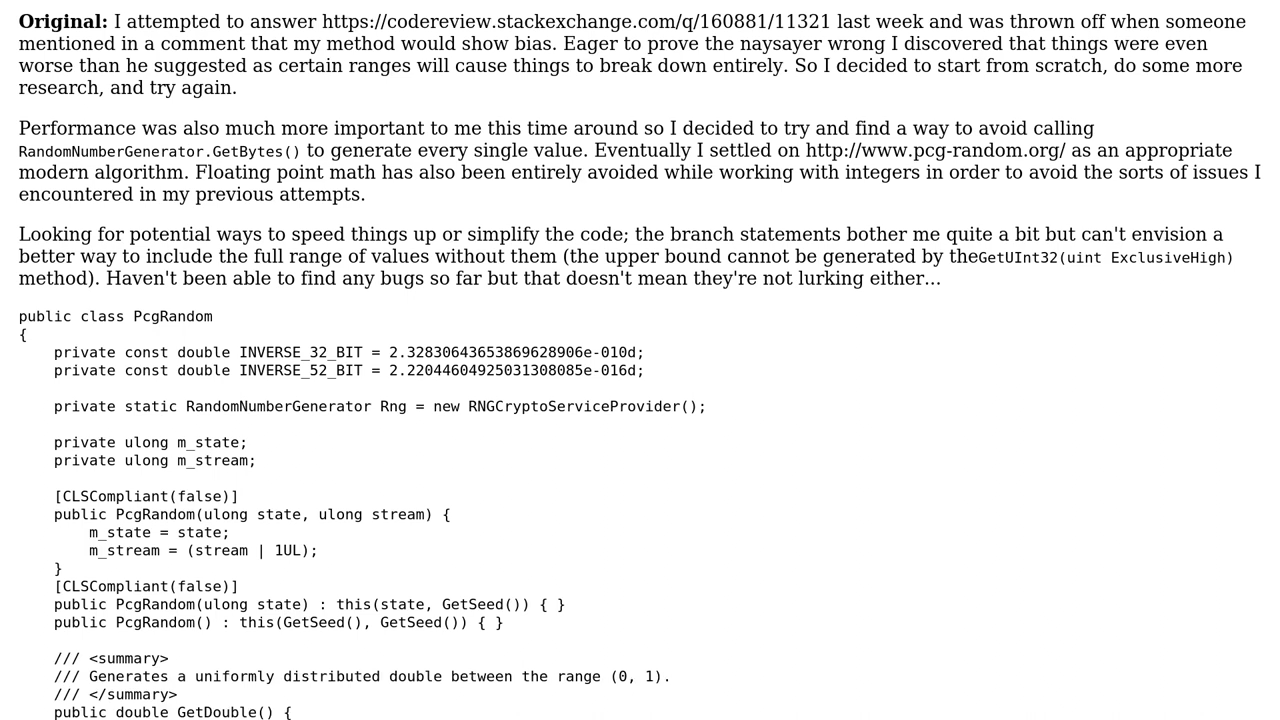 Original: I attempted to answer https://codereview.stackexchange.com/q/160881/11321 last week and was thrown off when someone
mentioned in a comment that my method would show bias. Eager to prove the naysayer wrong I discovered that things were even
worse than he suggested as certain ranges will cause things to break down entirely. So I decided to start from scratch, do some more
research, and try again.
Performance was also much more important to me this time around so I decided to try and find a way to avoid calling
RandomNumberGenerator.GetBytes() to generate every single value. Eventually I settled on http://www.pcg-random.org/ as an appropriate
modern algorithm. Floating point math has also been entirely avoided while working with integers in order to avoid the sorts of issues I
encountered in my previous attempts.
Looking for potential ways to speed things up or simplify the code; the branch statements bother me quite a bit but can't envision a
better way to include the full range of values without them (the upper bound cannot be generated by theGetUInt32(uint ExclusiveHigh)
method). Haven't been able to find any bugs so far but that doesn't mean they're not lurking either...
public class PcgRandom
{
    private const double INVERSE_32_BIT = 2.32830643653869628906e-010d;
    private const double INVERSE_52_BIT = 2.22044604925031308085e-016d;
    private static RandomNumberGenerator Rng = new RNGCryptoServiceProvider();
    private ulong m_state;
    private ulong m_stream;
    [CLSCompliant(false)]
    public PcgRandom(ulong state, ulong stream) {
        m_state = state;
        m_stream = (stream | 1UL);
    }
    [CLSCompliant(false)]
    public PcgRandom(ulong state) : this(state, GetSeed()) { }
    public PcgRandom() : this(GetSeed(), GetSeed()) { }
    /// <summary>
    /// Generates a uniformly distributed double between the range (0, 1).
    /// </summary>
    public double GetDouble() {